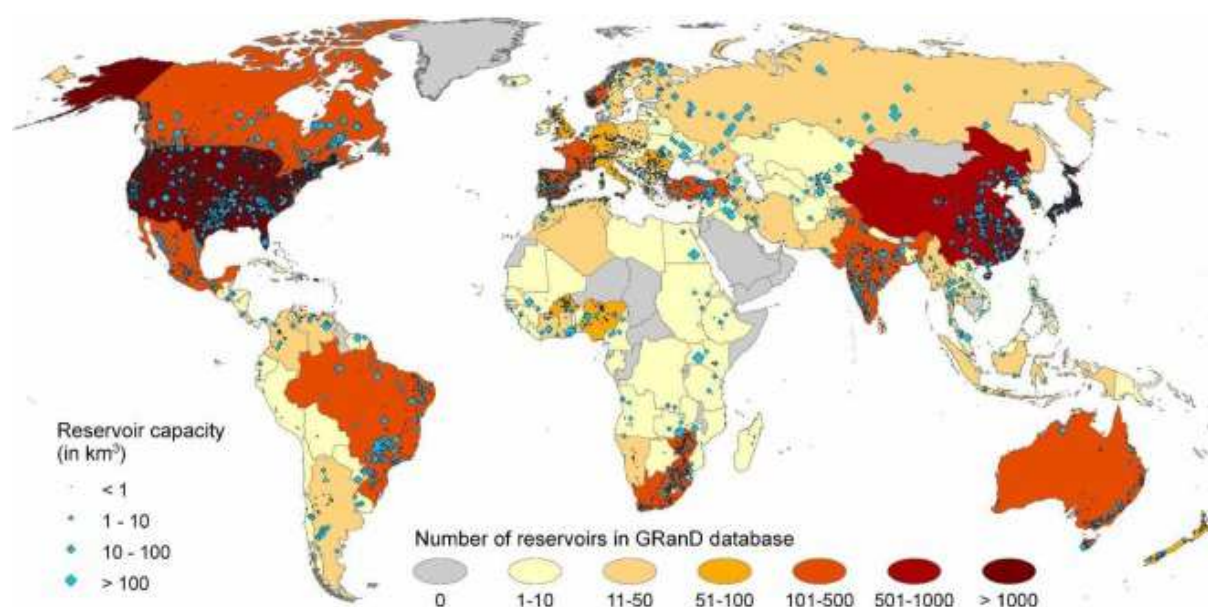 Reservoir capacity
(in km³)
< 1
1 - 10
10 - 100
> 100
Number of reservoirs in GRanD database
0 1-10 11-50 51-100 101-500 501-1000 > 1000